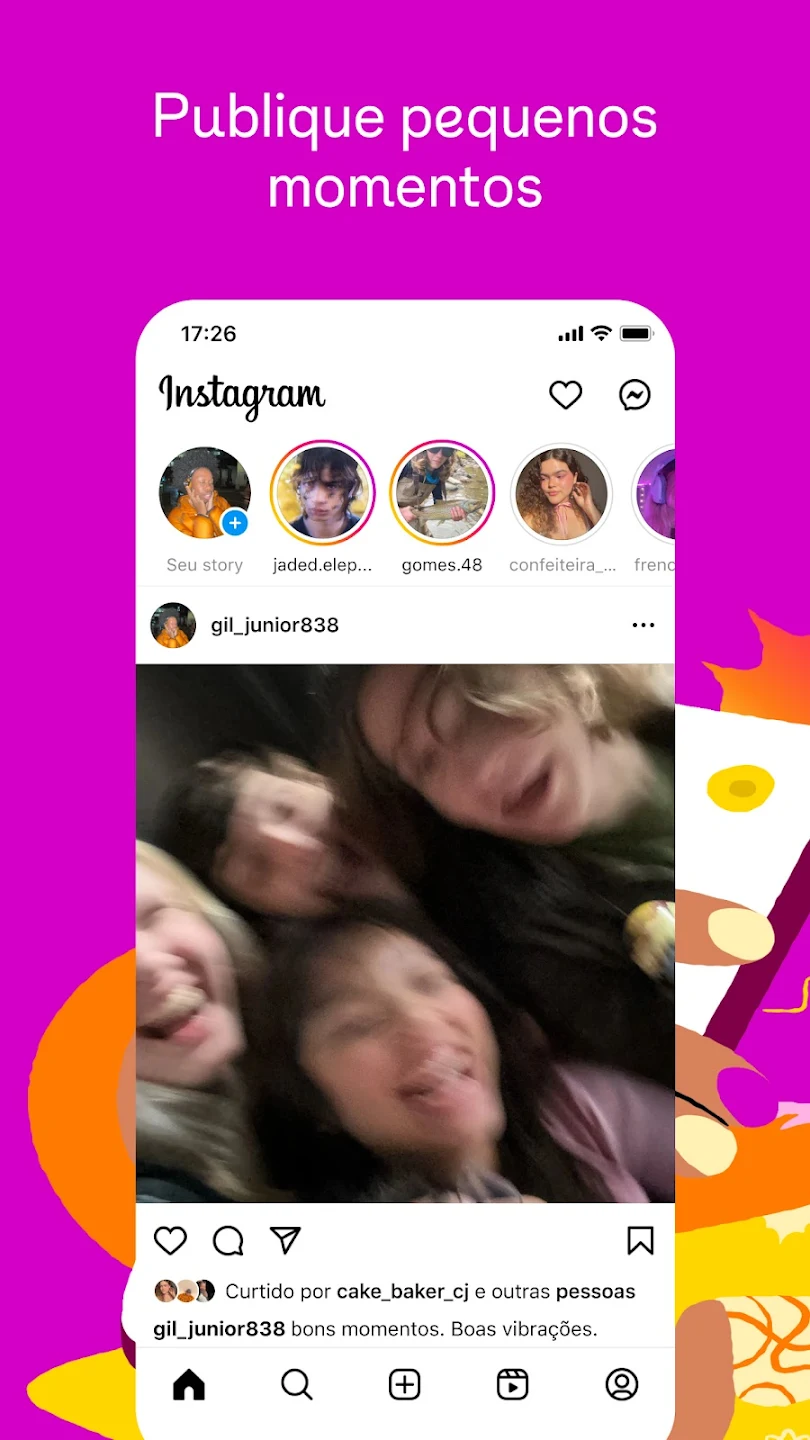 Publique pequenos
momentos
17:26
Instagram
Seu story
jaded.elep...
gomes.48
confeiteira_...
frenc
gil_junior838
Curtido por cake_baker_cj e outras pessoas
gil_junior838 bons momentos. Boas vibrações.